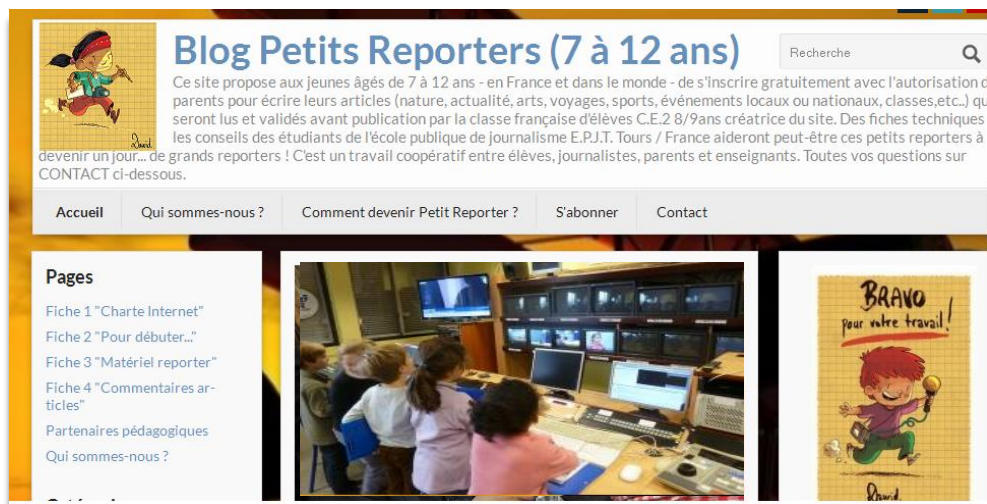 Blog Petits Reporters (7 à 12 ans)
Recherche
Ce site propose aux jeunes âgés de 7 à 12 ans - en France et dans le monde - de s'inscrire gratuitement avec l'autorisation d
parents pour écrire leurs articles (nature, actualité, arts, voyages, sports, événements locaux ou nationaux, classes,etc..) qu
seront lus et validés avant publication par la classe française d'élèves C.E.2 8/9ans créatrice du site. Des fiches techniques
les conseils des étudiants de l'école publique de journalisme E.P.J.T. Tours / France aideront peut-être ces petits reporters à
devenir un jour... de grands reporters ! C'est un travail coopératif entre élèves, journalistes, parents et enseignants. Toutes vos questions sur
CONTACT ci-dessous.
David
Accueil
Qui sommes-nous ?
Comment devenir Petit Reporter ?
S'abonner
Contact
Pages
Fiche 1 "Charte Internet"
Fiche 2 "Pour débuter..."
Fiche 3 "Matériel reporter"
Fiche 4 "Commentaires ar-
ticles"
Partenaires pédagogiques
Qui sommes-nous ?
BRAVO
Pour votre travail !
David